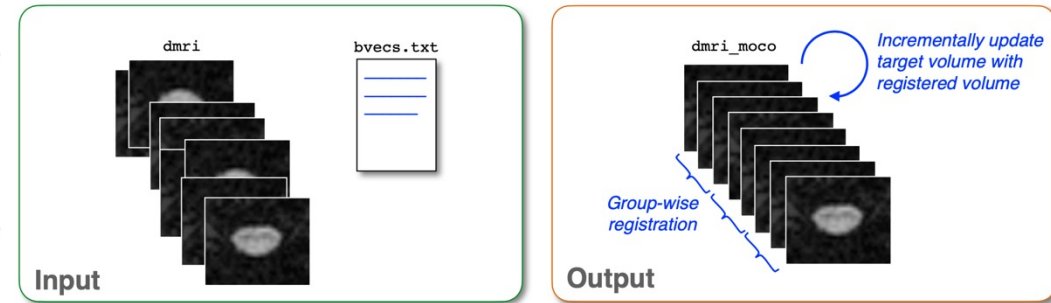 dmri
bvecs.txt
Input
dmri_moco
Incrementally update
target volume with
registered volume
Group-wise
registration
Output